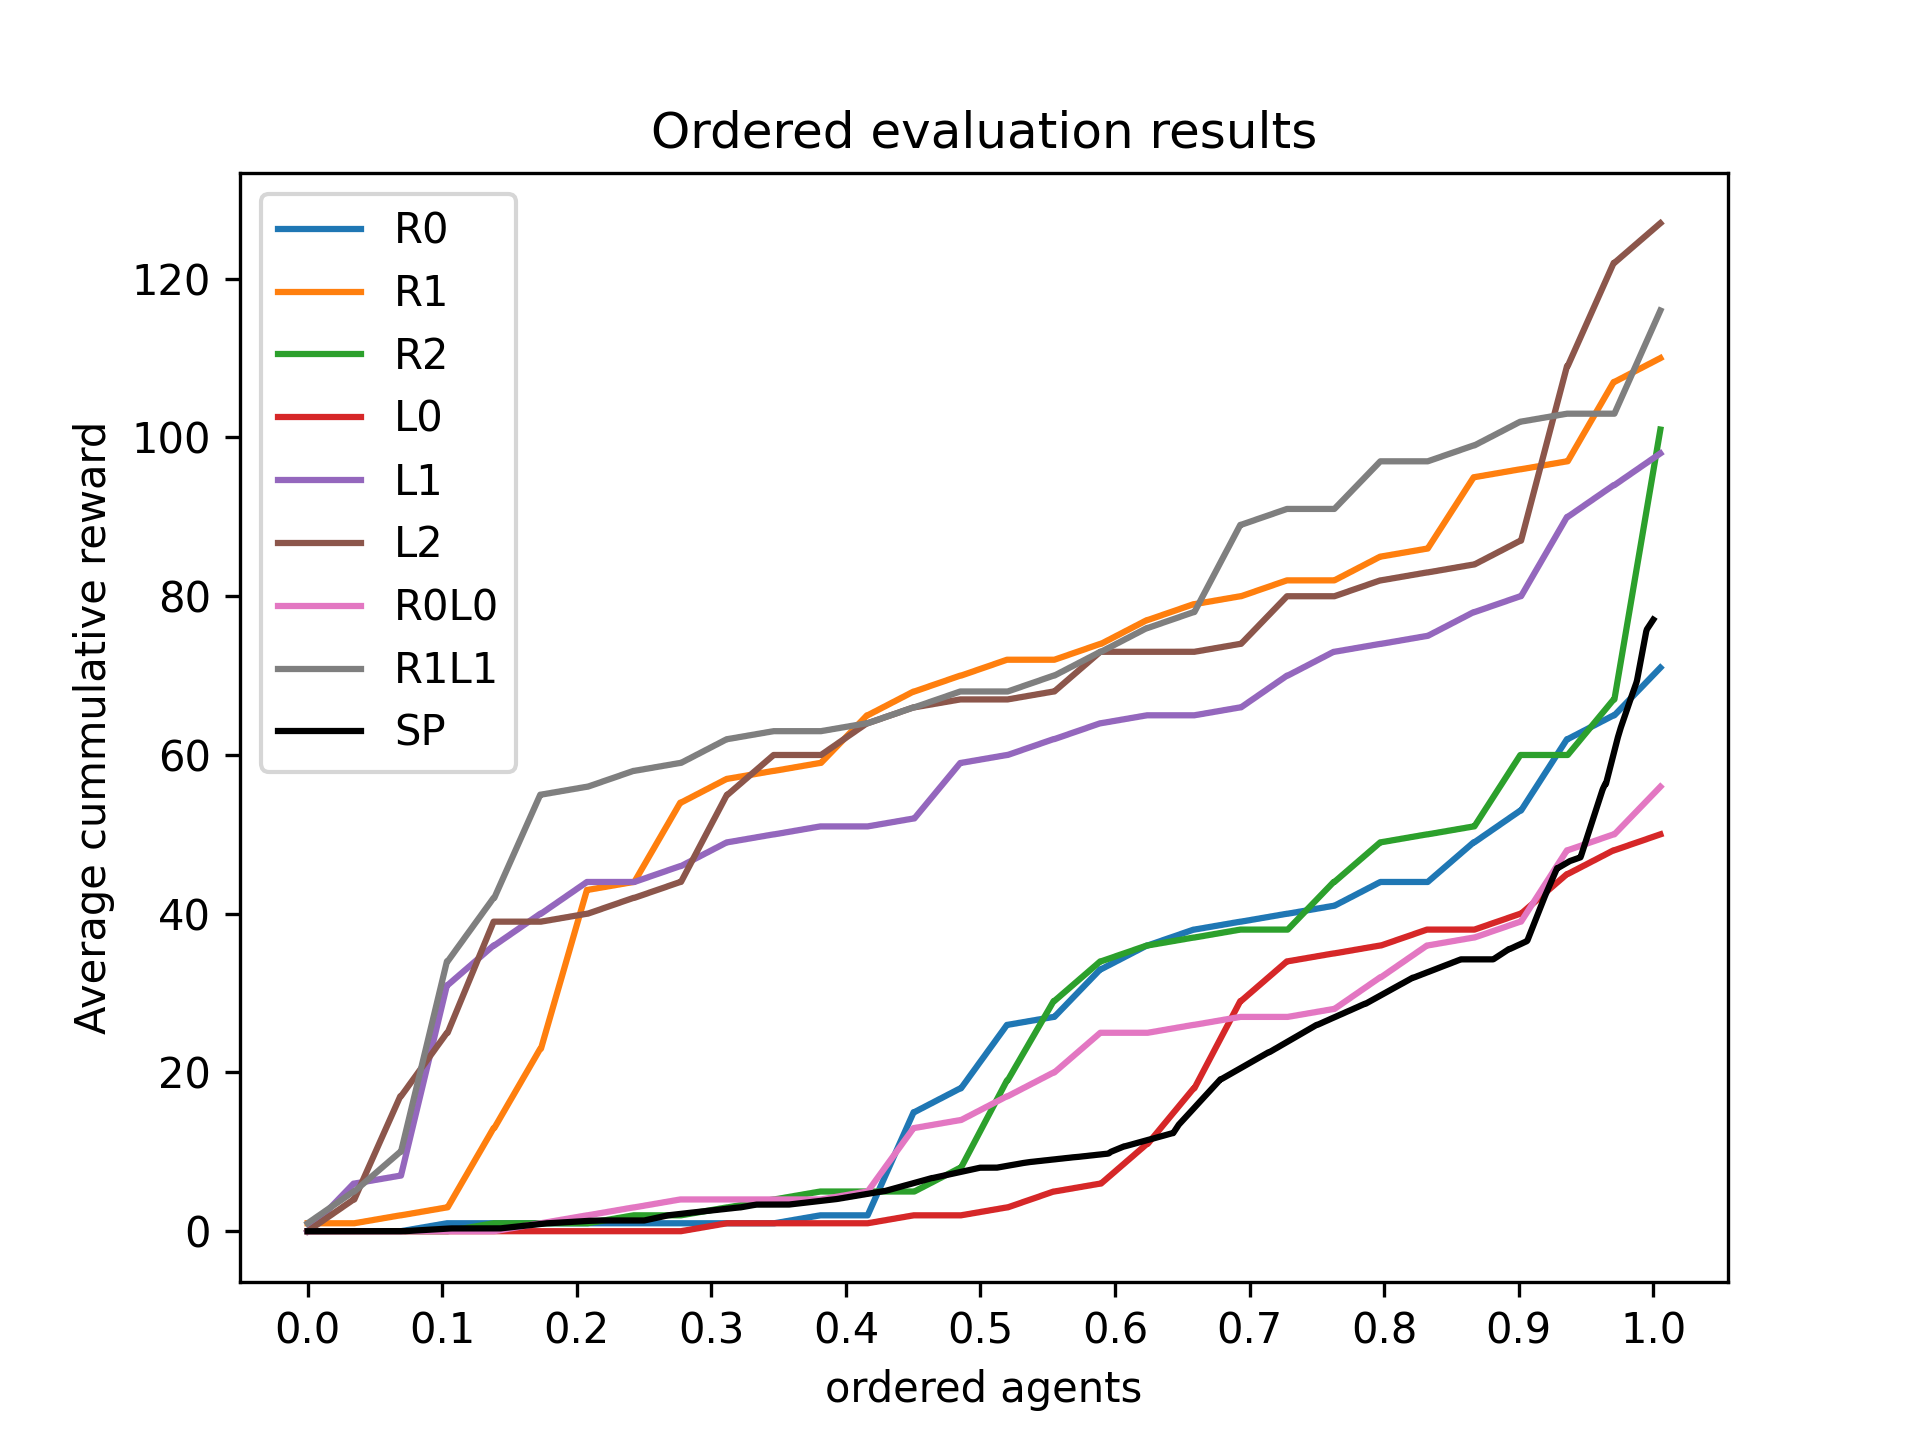 Ordered evaluation results
R0
R1
R2
L0
L1
L2
R0L0
R1L1
SP
Average cummulative reward
120
100
80
60
40
20
0
0.0 0.1 0.2 0.3 0.4 0.5 0.6 0.7 0.8 0.9 1.0
ordered agents